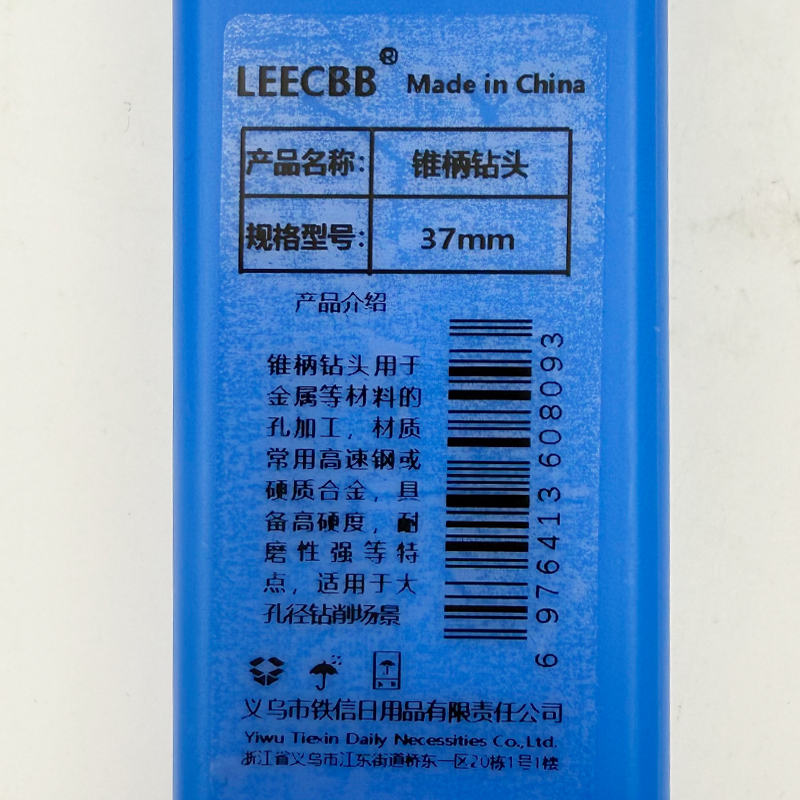 LEECBB® Made in China
产品名称: 锥柄钻头
规格型号: 37mm
产品介绍
锥柄钻头用于
金属等材料的
孔加工，材质
常用高速钢或
硬质合金，具
备高硬度，耐
磨性强等特
点，适用于大
孔径钻削场景
6 976413 608093
义乌市铁信日用品有限责任公司
Yiwu Tiexin Daily Necessities Co.,Ltd.
浙江省义乌市江东街道桥东一区20栋1号1楼